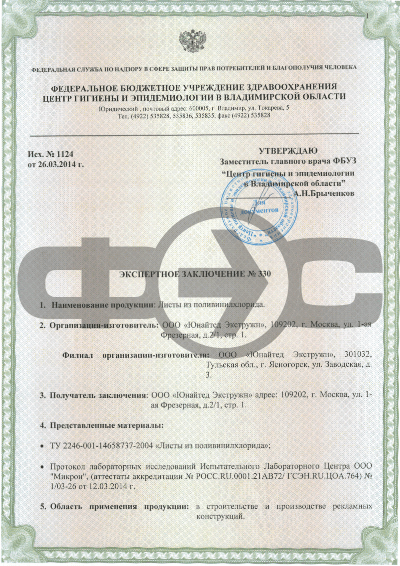 ФЕДЕРАЛЬНАЯ СЛУЖБА ПО НАДЗОРУ В СФЕРЕ ЗАЩИТЫ ПРАВ ПОТРЕБИТЕЛЕЙ И БЛАГОПОЛУЧИЯ ЧЕЛОВЕКА
ФЕДЕРАЛЬНОЕ БЮДЖЕТНОЕ УЧРЕЖДЕНИЕ ЗДРАВООХРАНЕНИЯ
ЦЕНТР ГИГИЕНЫ И ЭПИДЕМИОЛОГИИ В ВЛАДИМИРСКОЙ ОБЛАСТИ
Юридический , почтовый адрес: 600005, г. Владимир, ул. Токарева, 5
Тел. (4922) 535828, 535836, 535835, факс (4922) 535828
Исх. № 1124
от 26.03.2014 г.
УТВЕРЖДАЮ
Заместитель главного врача ФБУЗ
"Центр гигиены и эпидемиологии
в Владимирской области"
А.Н.Брыченков
Для
документов
ФЭС
ЭКСПЕРТНОЕ ЗАКЛЮЧЕНИЕ № 330
1. Наименование продукции: Листы из поливинилхлорида.
2. Организация-изготовитель: ООО «Юнайтед Экстружн», 109202, г. Москва, ул. 1-ая
Фрезерная, д.2/1, стр. 1.
Филиал организации-изготовителя: ООО «Юнайтед Экстружн», 301032,
Тульская обл., г. Ясногорск, ул. Заводская, д.
3.
3. Получатель заключения: ООО «Юнайтед Экстружн» адрес: 109202, г. Москва, ул. 1-
ая Фрезерная, д.2/1, стр. 1.
4. Представленные материалы:
• ТУ 2246-001-14658737-2004 «Листы из поливинилхлорида»;
• Протокол лабораторных исследований Испытательного Лабораторного Центра ООО
"Микрон", (аттестаты аккредитации № РОСС.RU.0001.21АВ72/ ГСЭН.RU.ЦОА.764) №
1/03-26 от 12.03.2014 г.
5. Область применения продукции: в строительстве и производстве рекламных
конструкций.